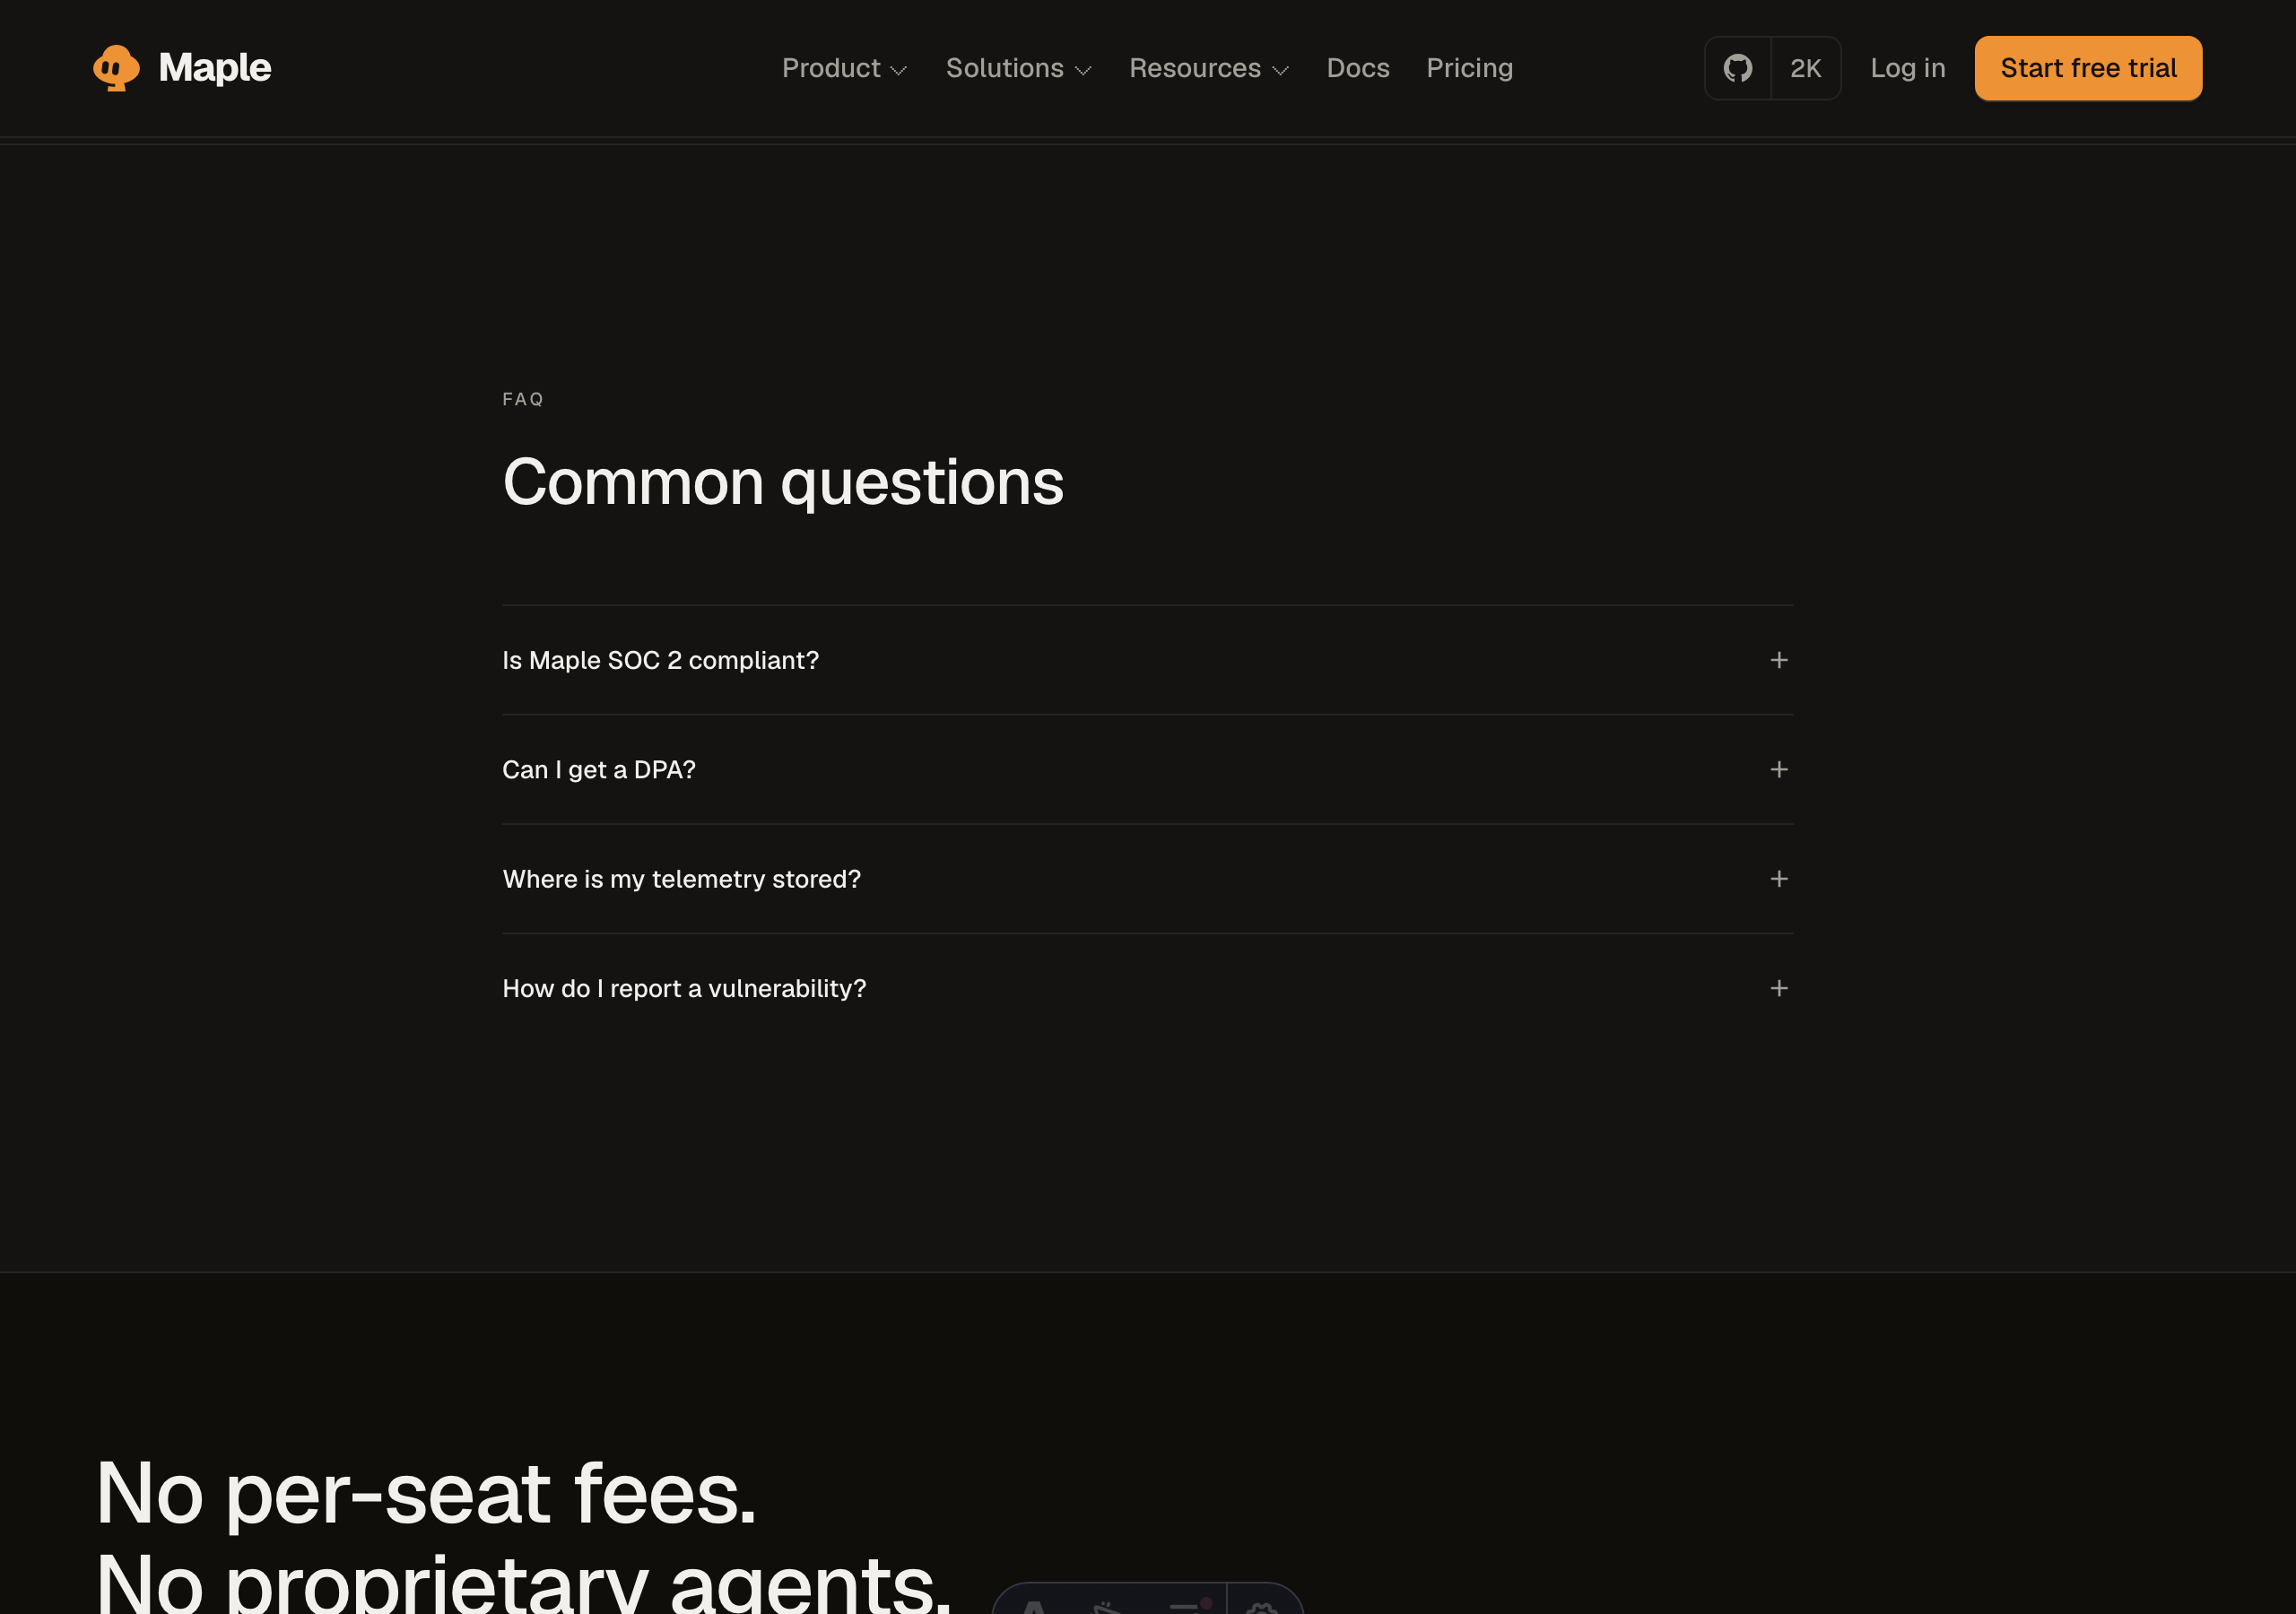 Maple
Product
Solutions
Resources
Docs
Pricing
2K
Log in
Start free trial
FAQ
Common questions
Is Maple SOC 2 compliant?
Can I get a DPA?
Where is my telemetry stored?
How do I report a vulnerability?
No per-seat fees.
No proprietary agents.